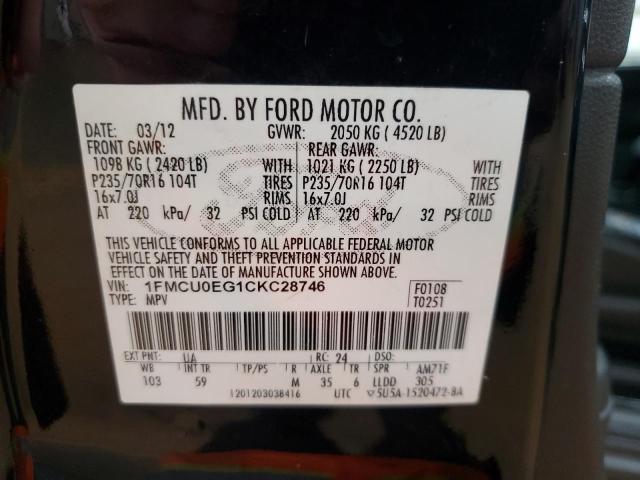 MFD. BY FORD MOTOR CO.
DATE: 03/12 GVWR: 2050 KG ( 4520 LB)
FRONT GAWR: REAR GAWR:
1098 KG ( 2420 LB) WITH 1021 KG ( 2250 LB) WITH
P235/70R16 104T TIRES P235/70R16 104T TIRES
16x7.0J RIMS 16x7.0J RIMS
AT 220 kPa/ 32 PSI COLD AT 220 kPa/ 32 PSI COLD
THIS VEHICLE CONFORMS TO ALL APPLICABLE FEDERAL MOTOR
VEHICLE SAFETY AND THEFT PREVENTION STANDARDS IN
EFFECT ON THE DATE OF MANUFACTURE SHOWN ABOVE.
VIN: 1FMCU0EG1CKC28746 F0108
TYPE: MPV T0251
EXT PNT: UA RC: 24 DSO:
WB INT TR TP/PS R AXLE TR SPR AM71F
103 59 M 35 6 LLDD 305
1201203038416 UTC 5U5A-1520472-BA